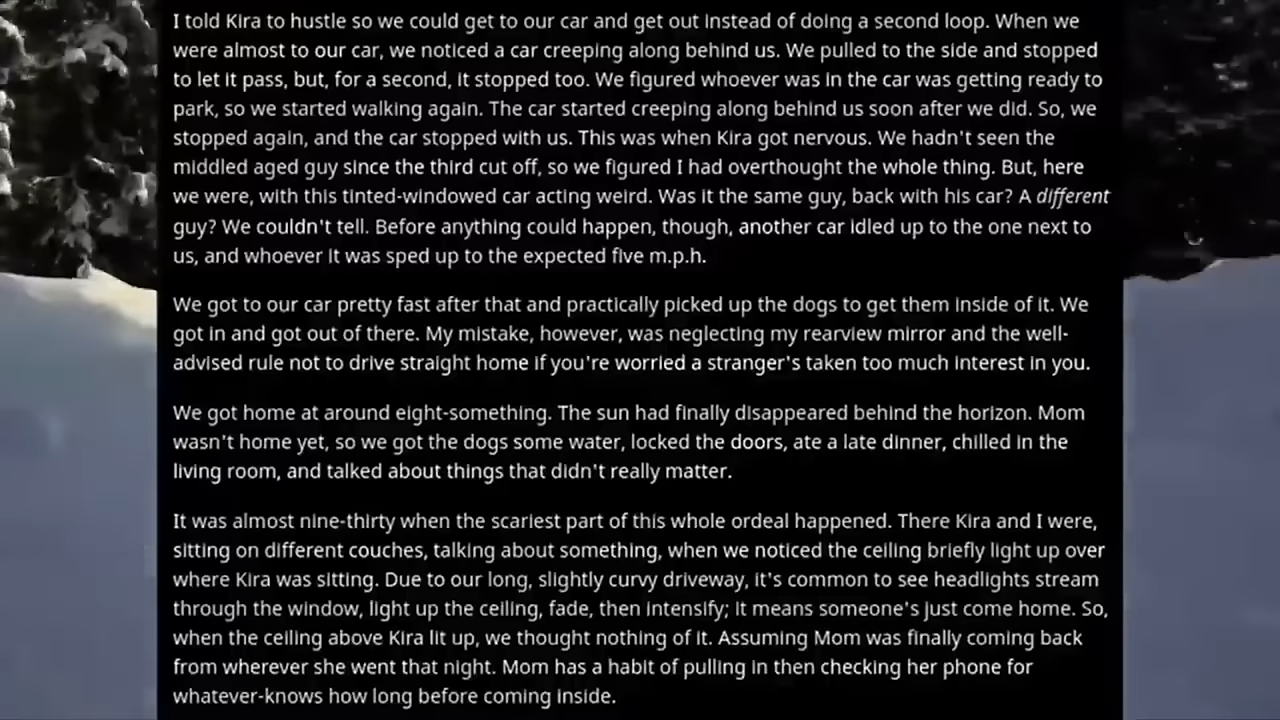 I told Kira to hustle so we could get to our car and get out instead of doing a second loop. When we
were almost to our car, we noticed a car creeping along behind us. We pulled to the side and stopped
to let it pass, but, for a second, it stopped too. We figured whoever was in the car was getting ready to
park, so we started walking again. The car started creeping along behind us soon after we did. So, we
stopped again, and the car stopped with us. This was when Kira got nervous. We hadn't seen the
middled aged guy since the third cut off, so we figured I had overthought the whole thing. But, here
we were, with this tinted-windowed car acting weird. Was it the same guy, back with his car? A different
guy? We couldn't tell. Before anything could happen, though, another car idled up to the one next to
us, and whoever it was sped up to the expected five m.p.h.
We got to our car pretty fast after that and practically picked up the dogs to get them inside of it. We
got in and got out of there. My mistake, however, was neglecting my rearview mirror and the well-
advised rule not to drive straight home if you're worried a stranger's taken too much interest in you.
We got home at around eight-something. The sun had finally disappeared behind the horizon. Mom
wasn't home yet, so we got the dogs some water, locked the doors, ate a late dinner, chilled in the
living room, and talked about things that didn't really matter.
It was almost nine-thirty when the scariest part of this whole ordeal happened. There Kira and I were,
sitting on different couches, talking about something, when we noticed the ceiling briefly light up over
where Kira was sitting. Due to our long, slightly curvy driveway, it's common to see headlights stream
through the window, light up the ceiling, fade, then intensify; it means someone's just come home. So,
when the ceiling above Kira lit up, we thought nothing of it. Assuming Mom was finally coming back
from wherever she went that night. Mom has a habit of pulling in then checking her phone for
whatever-knows how long before coming inside.